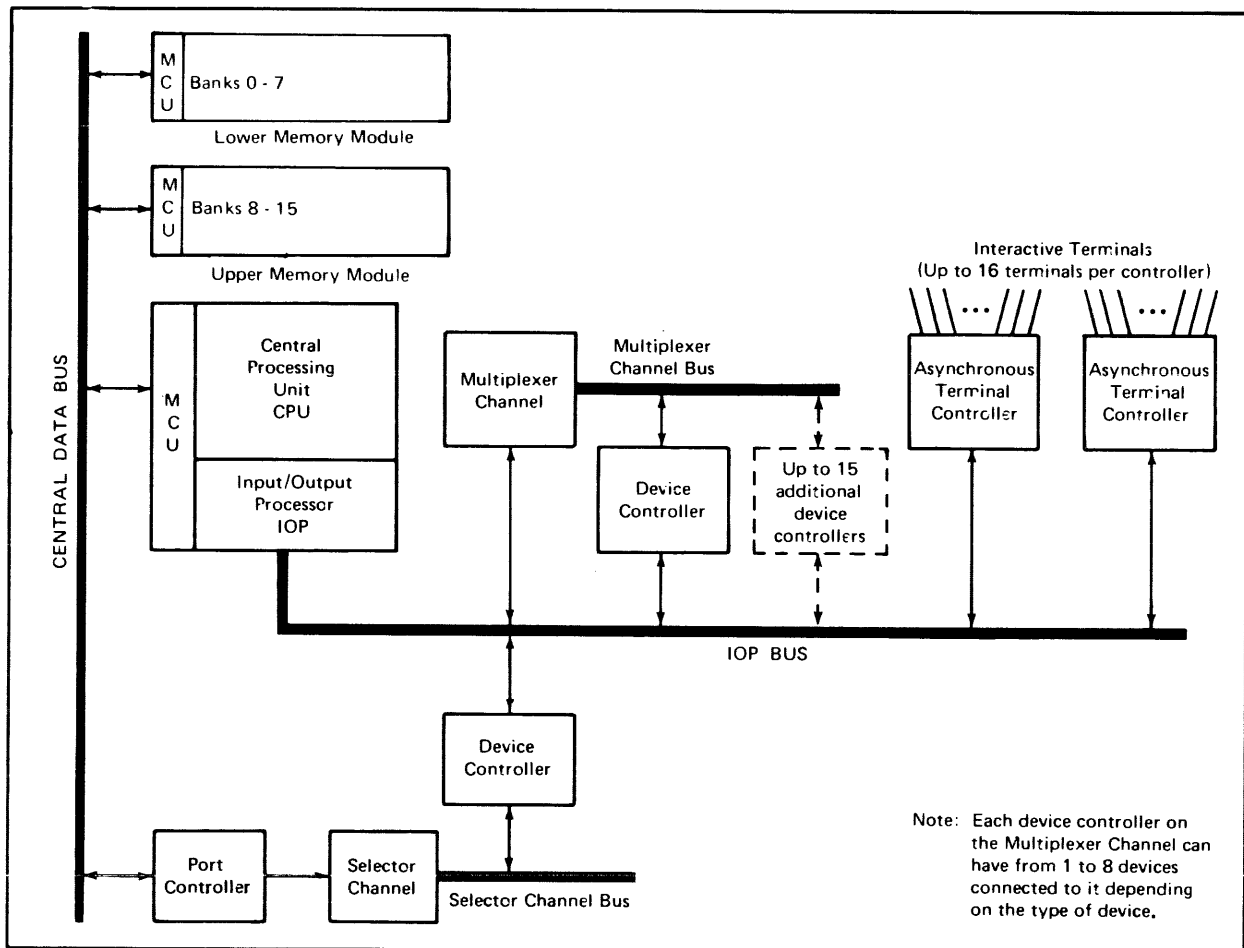 M
C
U
Banks 0 - 7
Lower Memory Module
M
C
U
Banks 8 - 15
Upper Memory Module
CENTRAL DATA BUS
M
C
U
Central
Processing
Unit
CPU
Input/Output
Processor
IOP
Multiplexer
Channel
Multiplexer
Channel Bus
Device
Controller
Up to 15
additional
device
controllers
Interactive Terminals
(Up to 16 terminals per controller)
•••
•••
Asynchronous
Terminal
Controller
Asynchronous
Terminal
Controller
IOP BUS
Device
Controller
Port
Controller
Selector
Channel
Selector Channel Bus
Note: Each device controller on
the Multiplexer Channel can
have from 1 to 8 devices
connected to it depending
on the type of device.